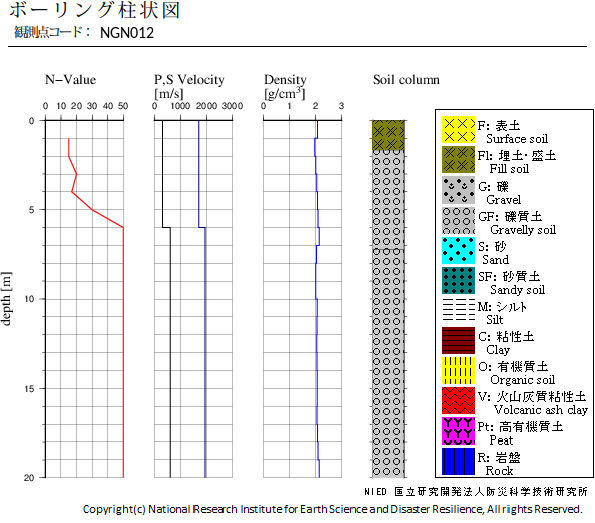 ボーリング柱状図
観測点コード： NGN012
N-Value P,S Velocity Density Soil column
[m/s] [g/cm3]
0 10 20 30 40 50 0 1000 2000 3000 0 1 2 3
0
5
10
15
20
depth [m]
F: 表土
Surface soil
Fl: 埋土・盛土
Fill soil
G: 礫
Gravel
GF: 礫質土
Gravelly soil
S: 砂
Sand
SF: 砂質土
Sandy soil
M: シルト
Silt
C: 粘性土
Clay
O: 有機質土
Organic soil
V: 火山灰質粘性土
Volcanic ash clay
Pt: 高有機質土
Peat
R: 岩盤
Rock
NIED 国立研究開発法人防災科学技術研究所
Copyright(c) National Research Institute for Earth Science and Disaster Resilience, All rights Reserved.